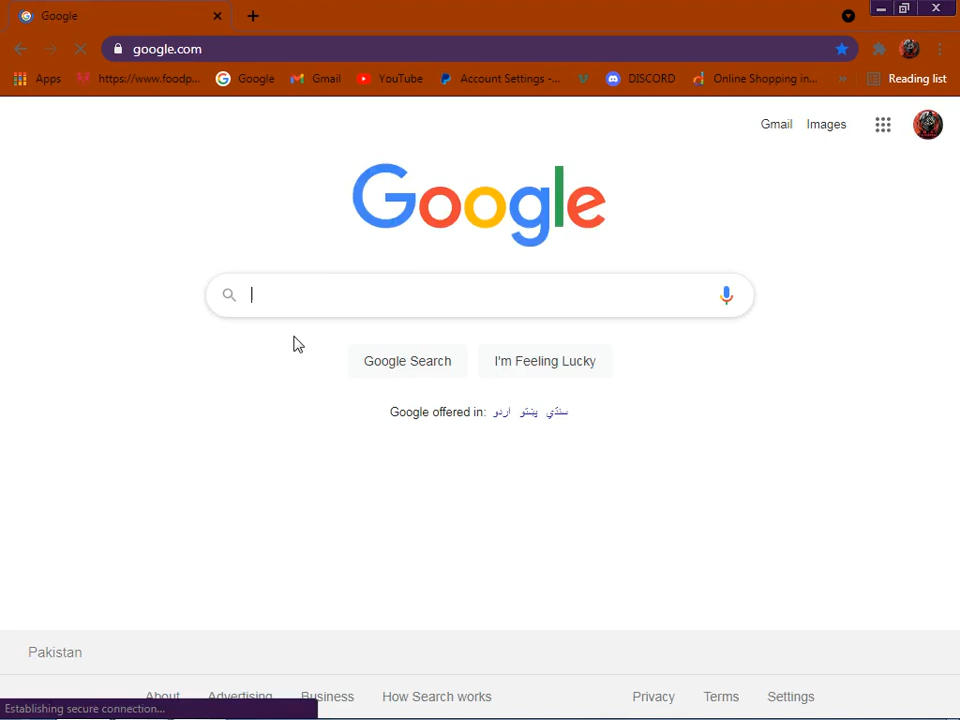 Google
google.com
Apps https://www.foodp... Google Gmail YouTube Account Settings -... DISCORD Online Shopping in... » Reading list
Gmail Images
Google
Google Search I'm Feeling Lucky
Google offered in: اردو پښتو سنڌي
Pakistan
About Advertising Business How Search works Privacy Terms Settings
Establishing secure connection...